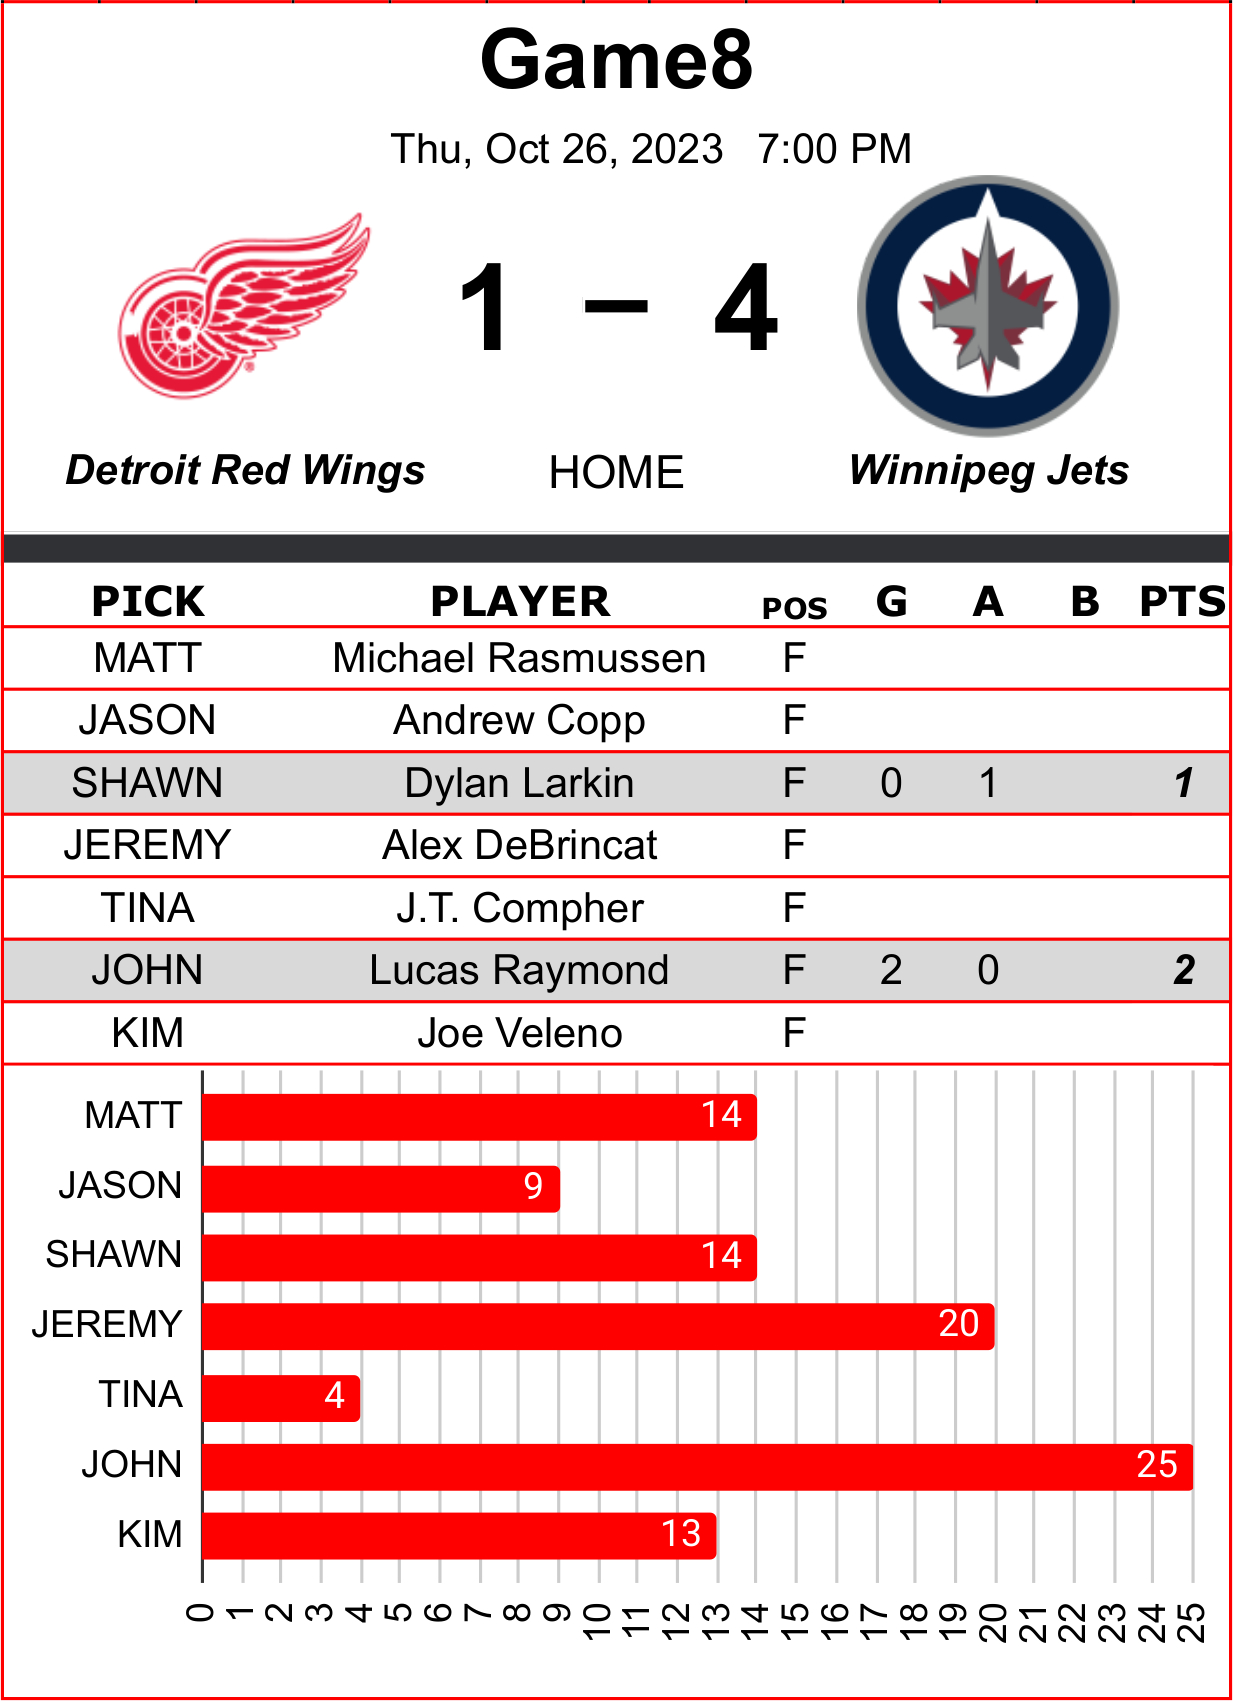 Game8
Thu, Oct 26, 2023 7:00 PM
1 – 4
Detroit Red Wings HOME Winnipeg Jets
PICK PLAYER POS G A B PTS
MATT Michael Rasmussen F
JASON Andrew Copp F
SHAWN Dylan Larkin F 0 1 1
JEREMY Alex DeBrincat F
TINA J.T. Compher F
JOHN Lucas Raymond F 2 0 2
KIM Joe Veleno F
MATT 14
JASON 9
SHAWN 14
JEREMY 20
TINA 4
JOHN 25
KIM 13
0 1 2 3 4 5 6 7 8 9 10 11 12 13 14 15 16 17 18 19 20 21 22 23 24 25